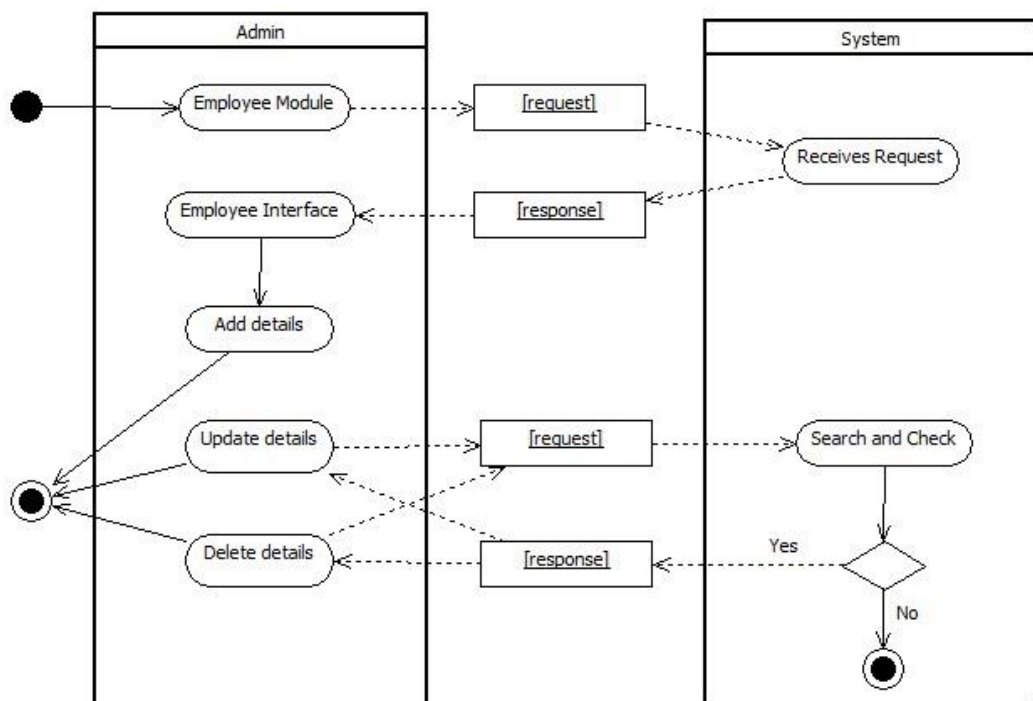 Admin
System
Employee Module
[request]
Receives Request
Employee Interface
[response]
Add details
Update details
[request]
Search and Check
Delete details
[response]
Yes
No